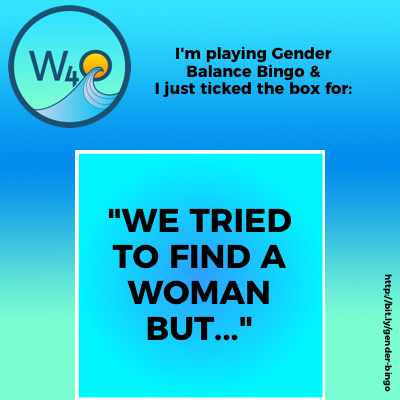 W4O
I'm playing Gender
Balance Bingo &
I just ticked the box for:
"WE TRIED
TO FIND A
WOMAN
BUT..."
http://bit.ly/gender-bingo